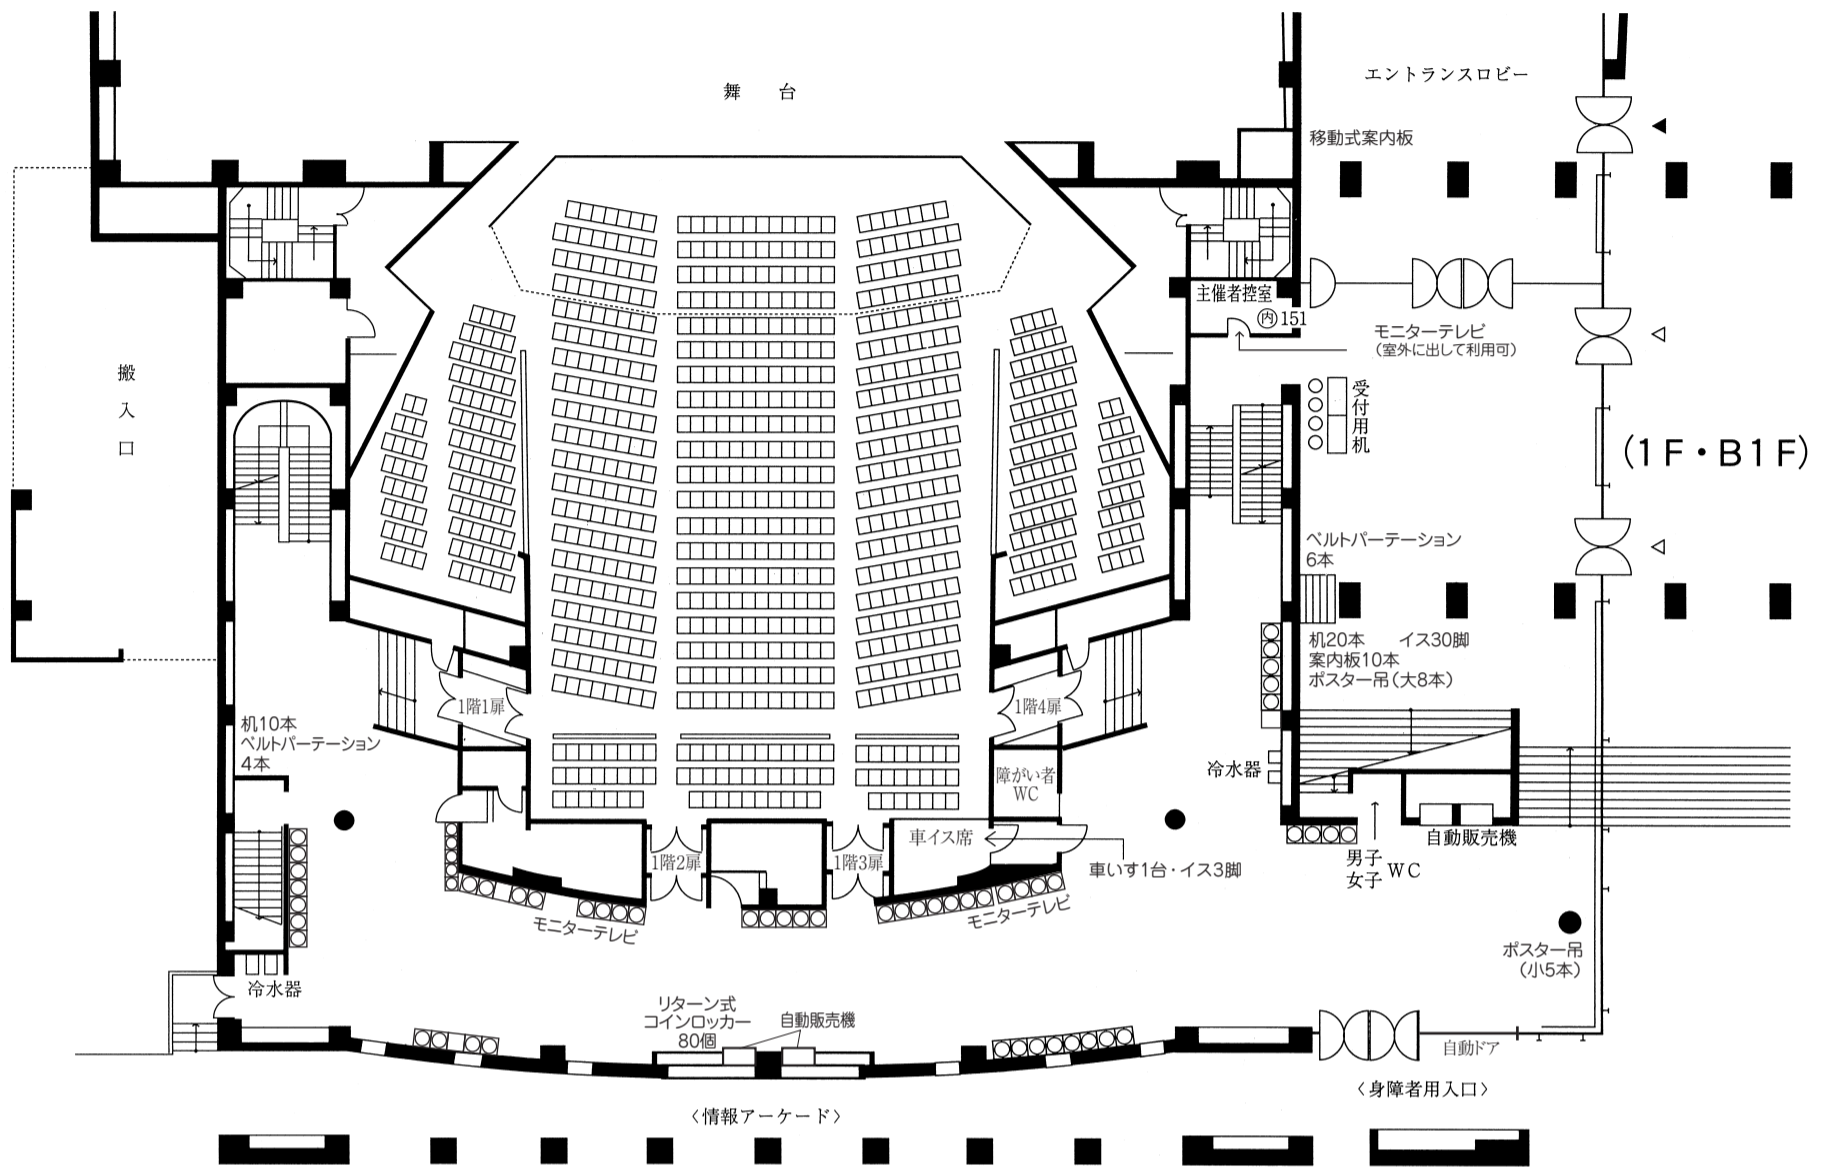 エントランスロビー
舞　台
移動式案内板
主催者控室
内 151
モニターテレビ
（室外に出して利用可）
搬入口
受付用机
（1F・B1F）
ベルトパーテーション
6本
机20本　イス30脚
案内板10本
ポスター吊（大8本）
1階1扉
1階4扉
机10本
ベルトパーテーション
4本
障がい者
WC
冷水器
車イス席
自動販売機
1階2扉
1階3扉
車いす1台・イス3脚
男子
女子
WC
モニターテレビ
モニターテレビ
ポスター吊
（小5本）
冷水器
リターン式
コインロッカー
80個
自動販売機
自動ドア
〈身障者用入口〉
〈情報アーケード〉